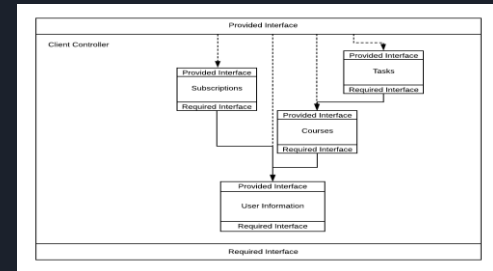 Provided Interface
Client Controller
Provided Interface
Tasks
Required Interface
Provided Interface
Subscriptions
Required Interface
Provided Interface
Courses
Required Interface
Provided Interface
User Information
Required Interface
Required Interface